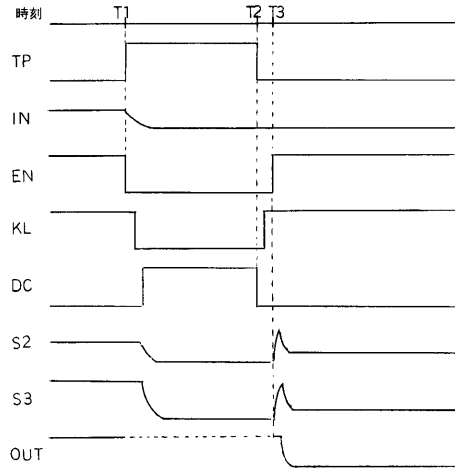 時刻 T1 T2 T3
TP
IN
EN
KL
DC
S2
S3
OUT